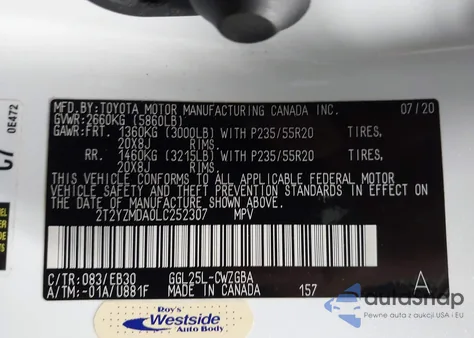 MFD.BY:TOYOTA MOTOR MANUFACTURING CANADA INC. 07/20
GVWR:2660KG (5860LB)
GAWR:FRT. 1360KG (3000LB) WITH P235/55R20 TIRES,
20X8J RIMS,
RR. 1460KG (3215LB) WITH P235/55R20 TIRES,
20X8J RIMS.
THIS VEHICLE CONFORMS TO ALL APPLICABLE FEDERAL MOTOR
VEHICLE SAFETY AND THEFT PREVENTION STANDARDS IN EFFECT
ON THE DATE OF MANUFACTURE SHOWN ABOVE.
2T2YZMDA0LC252307 MPV
C/TR:083/EB30 GGL25L-CWZGBA
A/TM:-01A/U881F MADE IN CANADA 157 A
0E472
C7
Roy's
Westside
Auto Body
autoshop
Pewne auta z aukcji USA i EU